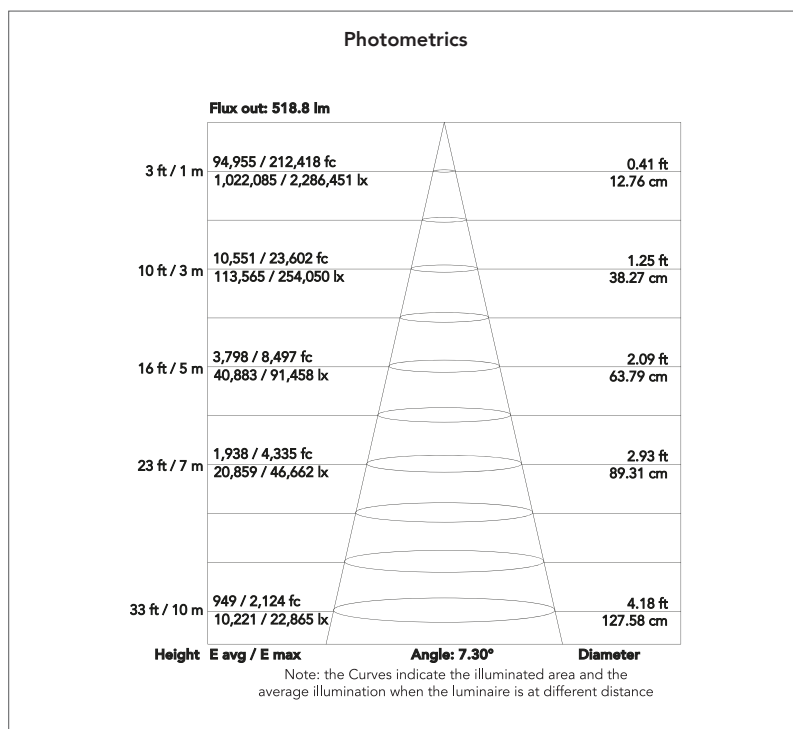 Photometrics
Flux out: 518.8 lm
3 ft / 1 m
94,955 / 212,418 fc
1,022,085 / 2,286,451 lx
0.41 ft
12.76 cm
10 ft / 3 m
10,551 / 23,602 fc
113,565 / 254,050 lx
1.25 ft
38.27 cm
16 ft / 5 m
3,798 / 8,497 fc
40,883 / 91,458 lx
2.09 ft
63.79 cm
23 ft / 7 m
1,938 / 4,335 fc
20,859 / 46,662 lx
2.93 ft
89.31 cm
33 ft / 10 m
949 / 2,124 fc
10,221 / 22,865 lx
4.18 ft
127.58 cm
Height E avg / E max Angle: 7.30° Diameter
Note: the Curves indicate the illuminated area and the
average illumination when the luminaire is at different distance